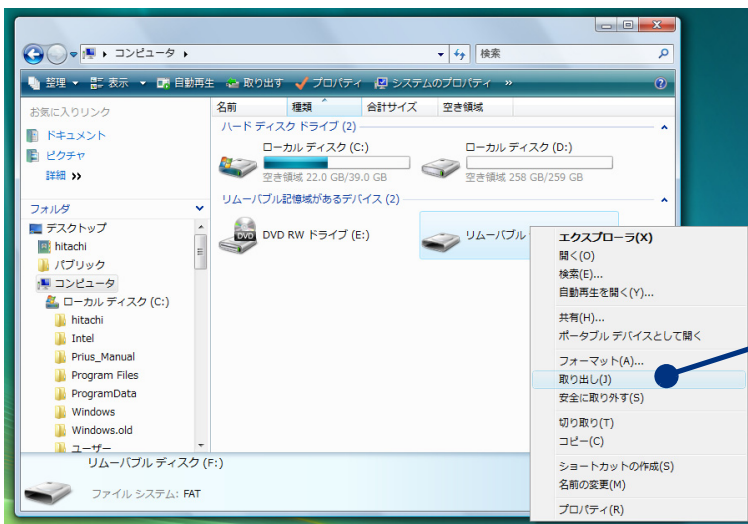 コンピュータ
検索
整理 表示 自動再生 取り出す プロパティ システムのプロパティ »
お気に入りリンク
ドキュメント
ピクチャ
詳細 »
フォルダ
デスクトップ
hitachi
パブリック
コンピュータ
ローカル ディスク (C:)
hitachi
Intel
Prius_Manual
Program Files
ProgramData
Windows
Windows.old
ユーザー
名前 種類 合計サイズ 空き領域
ハード ディスク ドライブ (2)
ローカル ディスク (C:)
空き領域 22.0 GB/39.0 GB
ローカル ディスク (D:)
空き領域 258 GB/259 GB
リムーバブル記憶域があるデバイス (2)
DVD
DVD RW ドライブ (E:)
リムーバブル
エクスプローラ(X)
開く(O)
検索(E)...
自動再生を開く(Y)...
共有(H)...
ポータブル デバイスとして開く
フォーマット(A)...
取り出し(J)
安全に取り外す(S)
切り取り(T)
コピー(C)
ショートカットの作成(S)
名前の変更(M)
プロパティ(R)
リムーバブル ディスク (F:)
ファイル システム: FAT